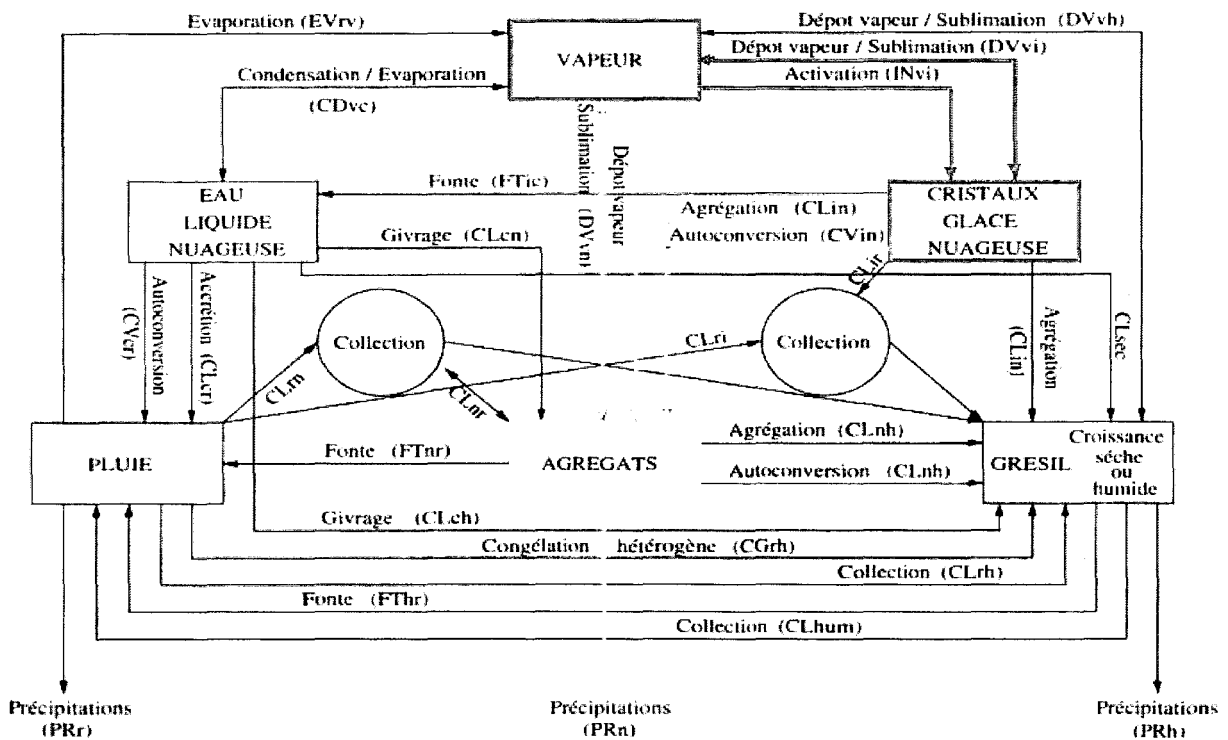 Evaporation (EVrv)
Dépot vapeur / Sublimation (DVvh)
Dépot vapeur / Sublimation (DVvi)
VAPEUR
Activation (INvi)
Condensation / Evaporation
(CDvc)
Dépot vapeur
Sublimation (DVvn)
EAU
LIQUIDE
NUAGEUSE
Fonte (FTic)
CRISTAUX
GLACE
NUAGEUSE
Agrégation (CLin)
Autoconversion (CVin)
Givrage (CLcn)
CLir
Autoconversion
(CVcr)
Accrétion (CLcr)
Collection
Collection
CLri
CLrn
CLnr
Agrégation
(CLin)
CLsec
PLUIE
Fonte (FTnr)
AGREGATS
Agrégation (CLnh)
Autoconversion (CLnh)
GRESIL
Croissance
séche
ou
humide
Givrage (CLch)
Congélation hétérogène (CGrh)
Collection (CLrh)
Fonte (FThr)
Collection (CLhum)
Précipitations
(PRr)
Précipitations
(PRn)
Précipitations
(PRh)